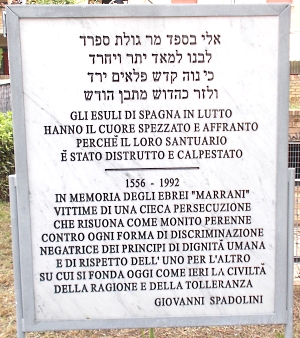 אלי בספד מר גולת ספרד
לבנו למאד יתר ויחרד
כי נוה קדש פלאים ירד
ולזר כהדוש מתבן הודש
GLI ESULI DI SPAGNA IN LUTTO
HANNO IL CUORE SPEZZATO E AFFRANTO
PERCHÈ IL LORO SANTUARIO
È STATO DISTRUTTO E CALPESTATO
1556 - 1992
IN MEMORIA DEGLI EBREI "MARRANI"
VITTIME DI UNA CIECA PERSECUZIONE
CHE RISUONA COME MONITO PERENNE
CONTRO OGNI FORMA DI DISCRIMINAZIONE
NEGATRICE DEI PRINCIPI DI DIGNITÀ UMANA
E DI RISPETTO DELL' UNO PER L'ALTRO
SU CUI SI FONDA OGGI COME IERI LA CIVILTÀ
DELLA RAGIONE E DELLA TOLLERANZA
GIOVANNI SPADOLINI